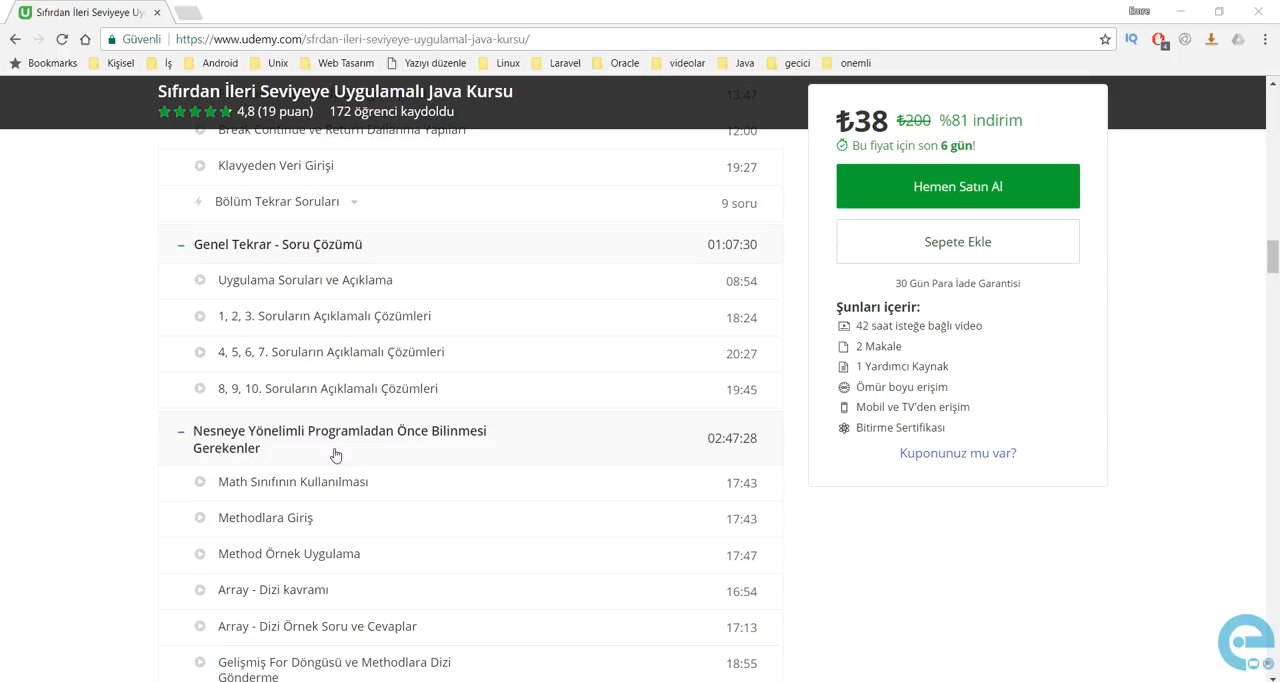 Sıfırdan İleri Seviyeye Uy
Emre
Güvenli
https://www.udemy.com/sfrdan-ileri-seviyeye-uygulamal-java-kursu/
IQ
4
Bookmarks Kişisel İş Android Unix Web Tasarım Yazıyı düzenle Linux Laravel Oracle videolar Java gecici onemli
Sıfırdan İleri Seviyeye Uygulamalı Java Kursu
13:47
4,8 (19 puan) 172 öğrenci kaydoldu
Break Continue ve Return Dallanma Yapıları 12:00
Klavyeden Veri Girişi 19:27
Bölüm Tekrar Soruları 9 soru
Genel Tekrar - Soru Çözümü 01:07:30
Uygulama Soruları ve Açıklama 08:54
1, 2, 3. Soruların Açıklamalı Çözümleri 18:24
4, 5, 6, 7. Soruların Açıklamalı Çözümleri 20:27
8, 9, 10. Soruların Açıklamalı Çözümleri 19:45
Nesneye Yönelimli Programladan Önce Bilinmesi
Gerekenler 02:47:28
Math Sınıfının Kullanılması 17:43
Methodlara Giriş 17:43
Method Örnek Uygulama 17:47
Array - Dizi kavramı 16:54
Array - Dizi Örnek Soru ve Cevaplar 17:13
Gelişmiş For Döngüsü ve Methodlara Dizi
Gönderme 18:55
₺38 ₺200 %81 indirim
Bu fiyat için son 6 gün!
Hemen Satın Al
Sepete Ekle
30 Gün Para İade Garantisi
Şunları içerir:
42 saat isteğe bağlı video
2 Makale
1 Yardımcı Kaynak
Ömür boyu erişim
Mobil ve TV'den erişim
Bitirme Sertifikası
Kuponunuz mu var?